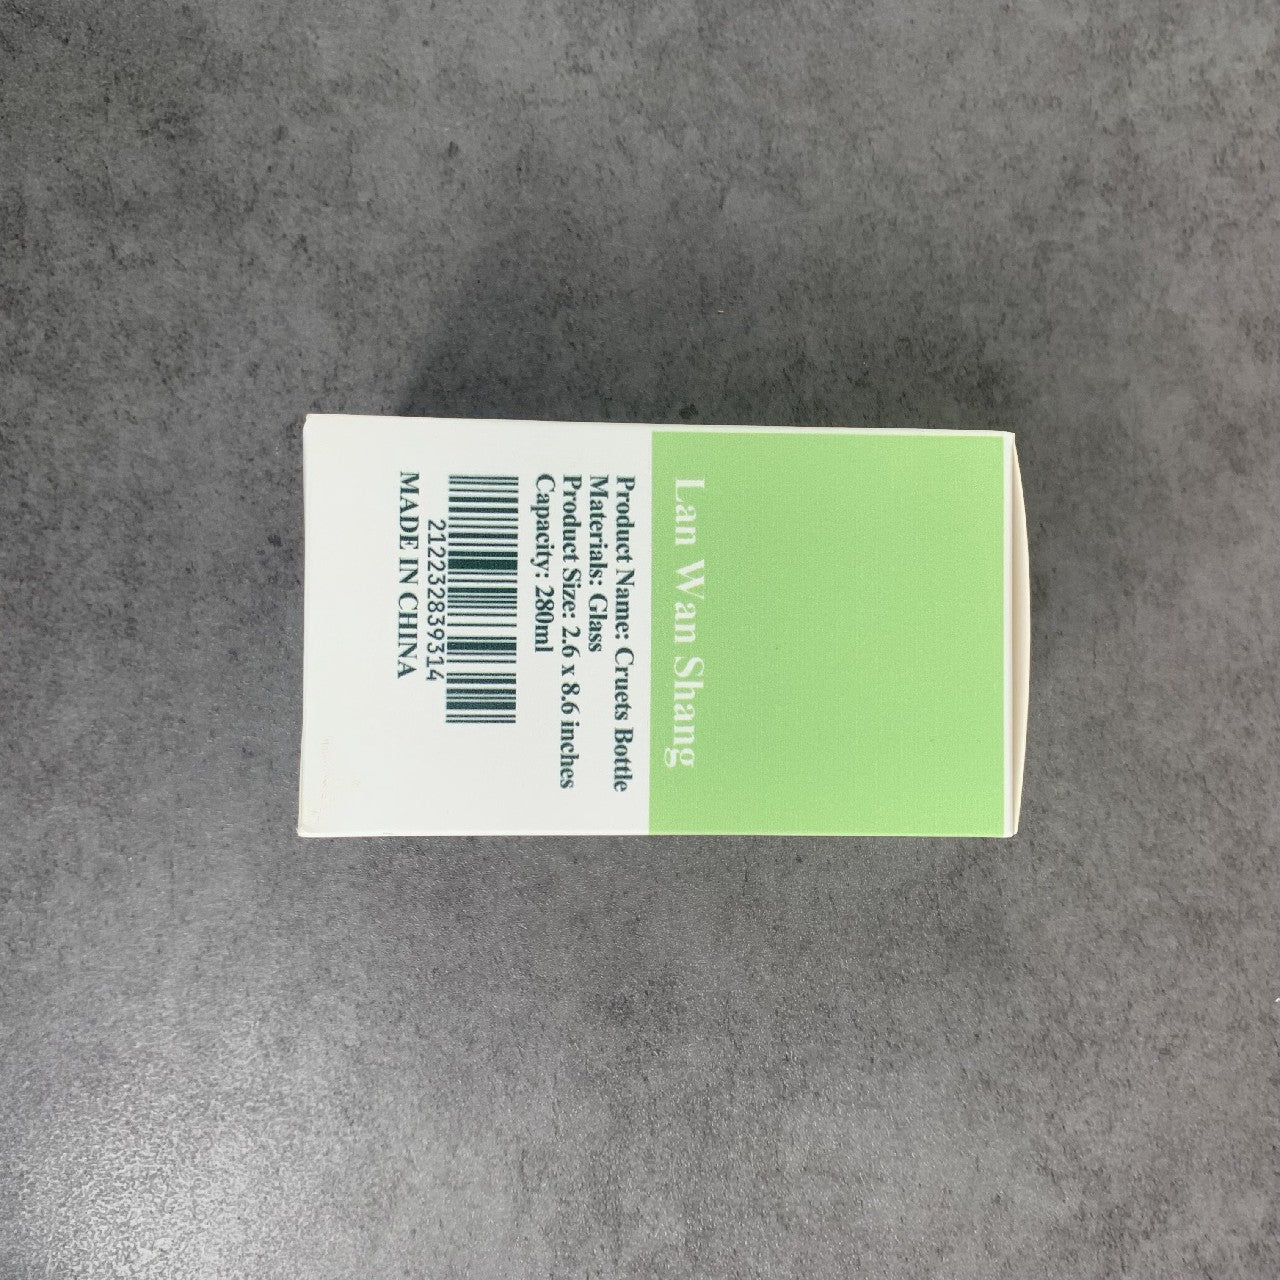 Lan Wan Shang
Product Name: Cruets Bottle
Materials: Glass
Product Size: 2.6 x 8.6 inches
Capacity: 280ml
212232839314
MADE IN CHINA